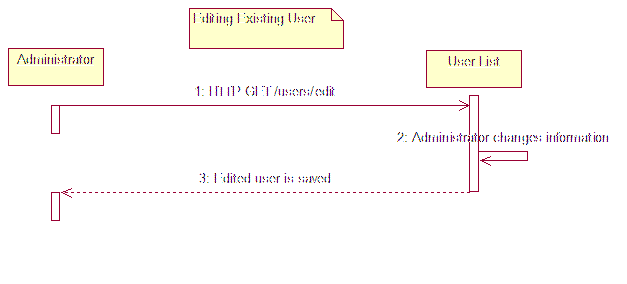 Editing Existing User
Administrator
User List
1: HTTP GET /users/edit
2: Administrator changes information
3: Edited user is saved